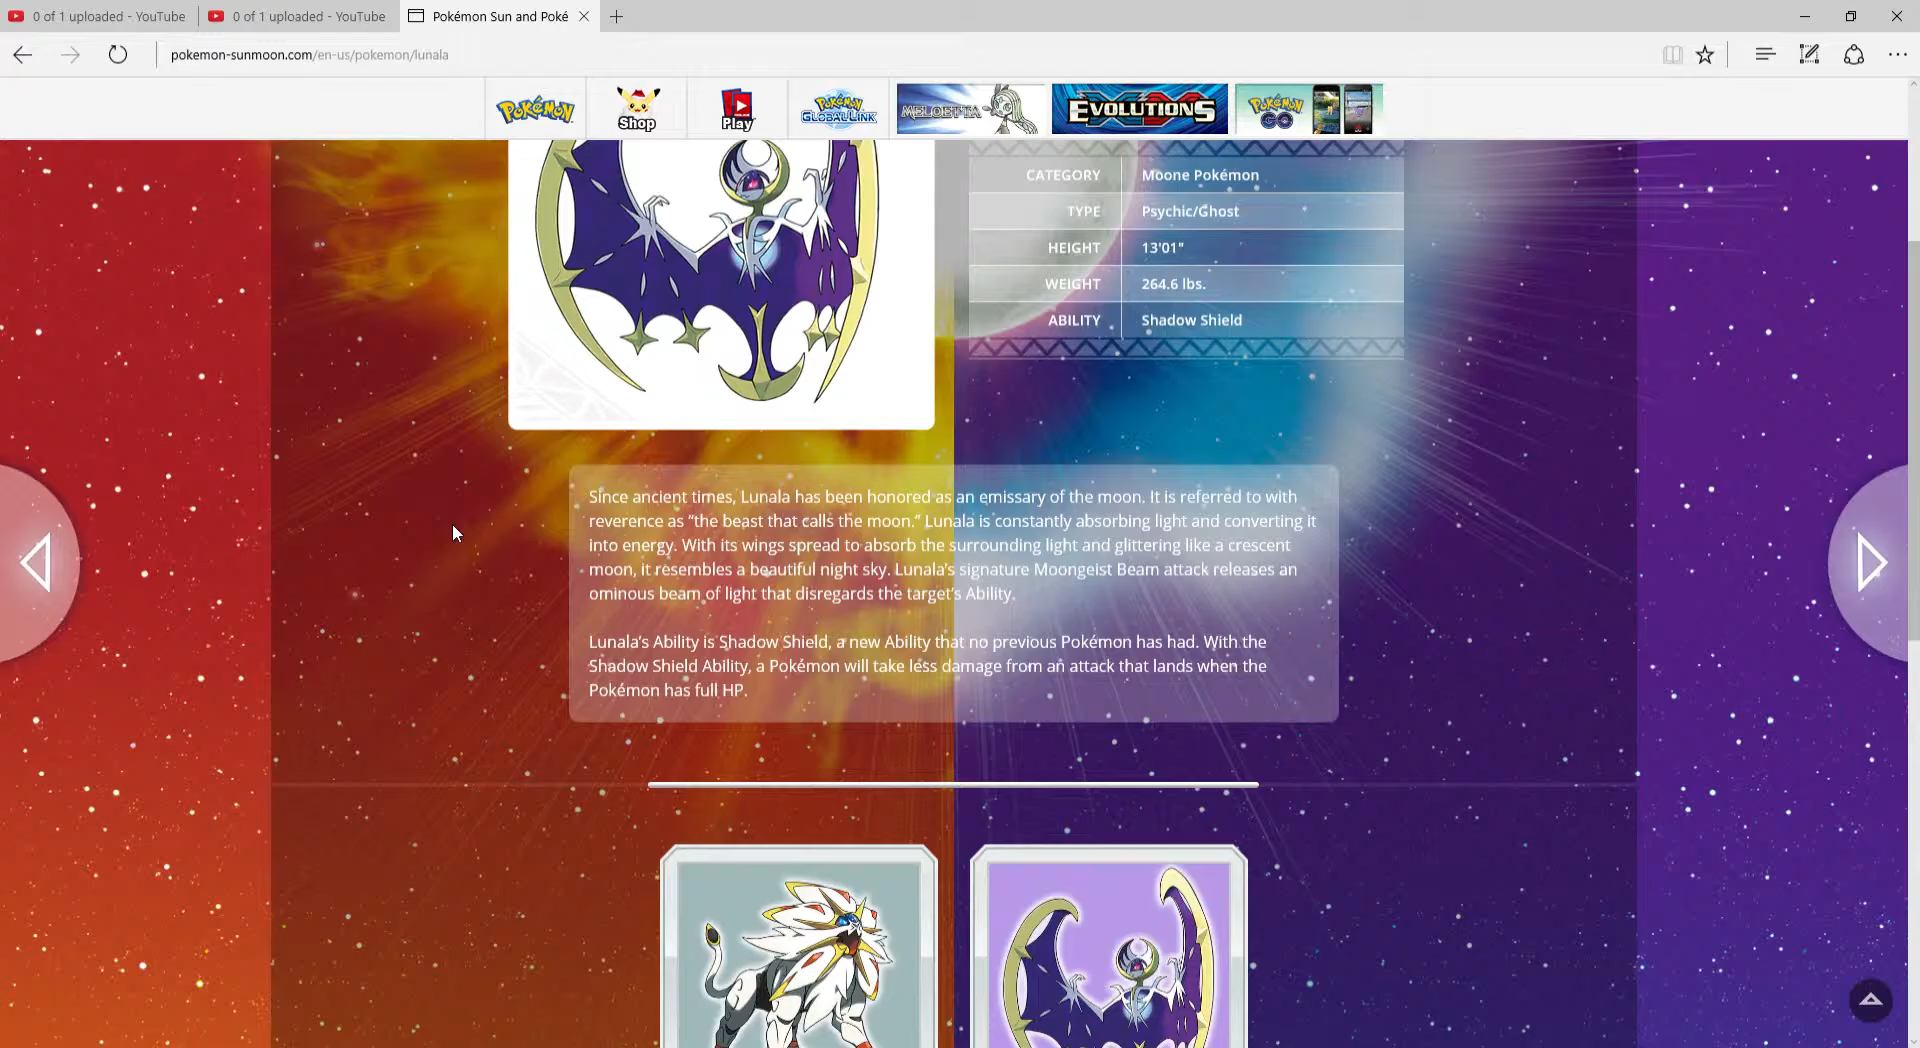 0 of 1 uploaded - YouTube
0 of 1 uploaded - YouTube
Pokémon Sun and Poké
pokemon-sunmoon.com/en-us/pokemon/lunala
Pokémon
Shop
Play
Pokémon
GLOBAL LINK
MELOETTA
XY
EVOLUTIONS
POKÉMON
GO
CATEGORY Moone Pokémon
TYPE Psychic/Ghost
HEIGHT 13'01"
WEIGHT 264.6 lbs.
ABILITY Shadow Shield
Since ancient times, Lunala has been honored as an emissary of the moon. It is referred to with
reverence as “the beast that calls the moon.” Lunala is constantly absorbing light and converting it
into energy. With its wings spread to absorb the surrounding light and glittering like a crescent
moon, it resembles a beautiful night sky. Lunala’s signature Moongeist Beam attack releases an
ominous beam of light that disregards the target’s Ability.
Lunala’s Ability is Shadow Shield, a new Ability that no previous Pokémon has had. With the
Shadow Shield Ability, a Pokémon will take less damage from an attack that lands when the
Pokémon has full HP.